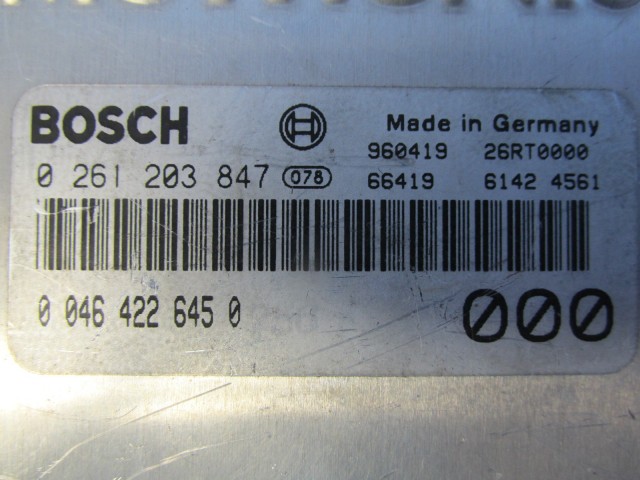 BOSCH Made in Germany
960419 26RT0000
0 261 203 847 078 66419 6142 4561
0 046 422 645 0 000